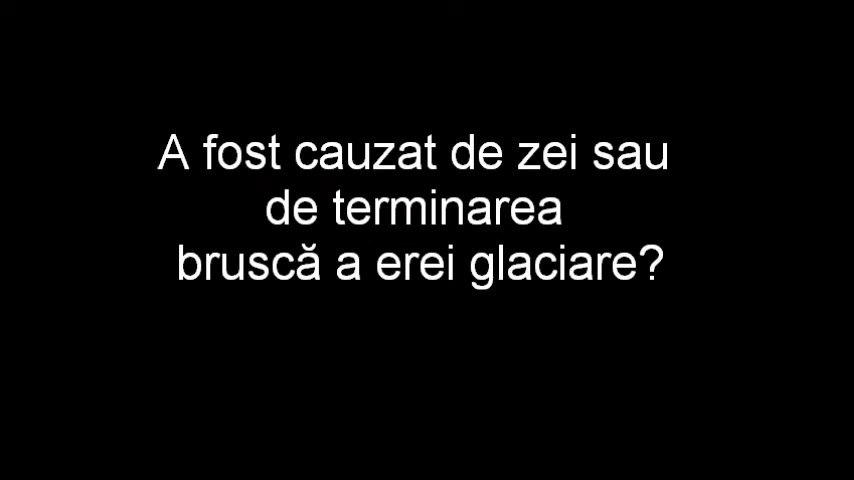 A fost cauzat de zei sau
de terminarea
bruscă a erei glaciare?